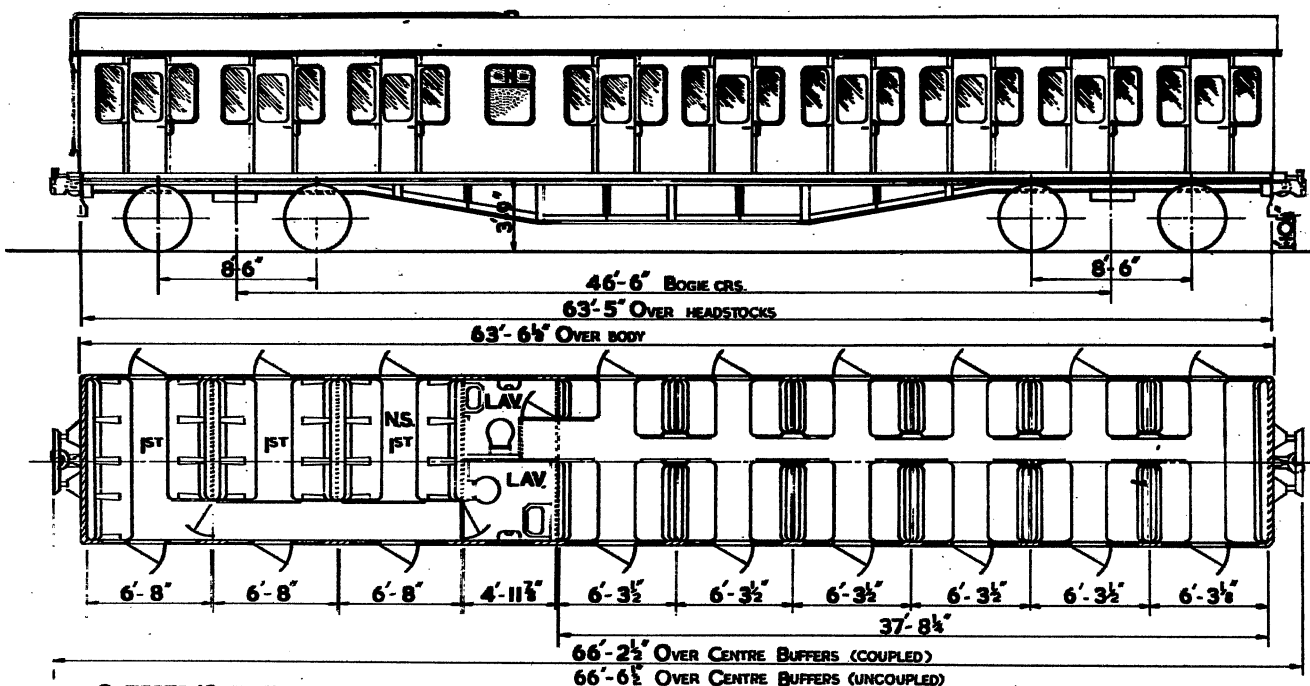 3′-9″
8′-6″
46′-6″ BOGIE CRS.
8′-6″
63′-5″ OVER HEADSTOCKS
63′-6⅛″ OVER BODY
LAV.
N.S.
1ST
1ST
1ST
LAV.
6′-8″
6′-8″
6′-8″
4′-11⅞″
6′-3½″
6′-3½″
6′-3½″
6′-3½″
6′-3½″
6′-3⅛″
37′-8¼″
66′-2½″ OVER CENTRE BUFFERS (COUPLED)
66′-6½″ OVER CENTRE BUFFERS (UNCOUPLED)